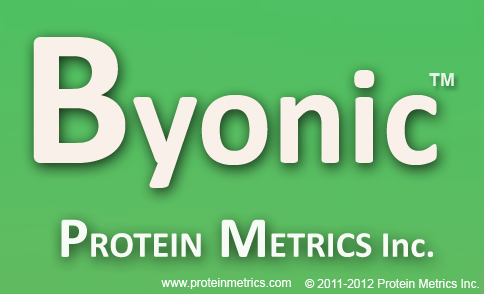 Byonic™
PROTEIN METRICS Inc.
www.proteinmetrics.com © 2011-2012 Protein Metrics Inc.